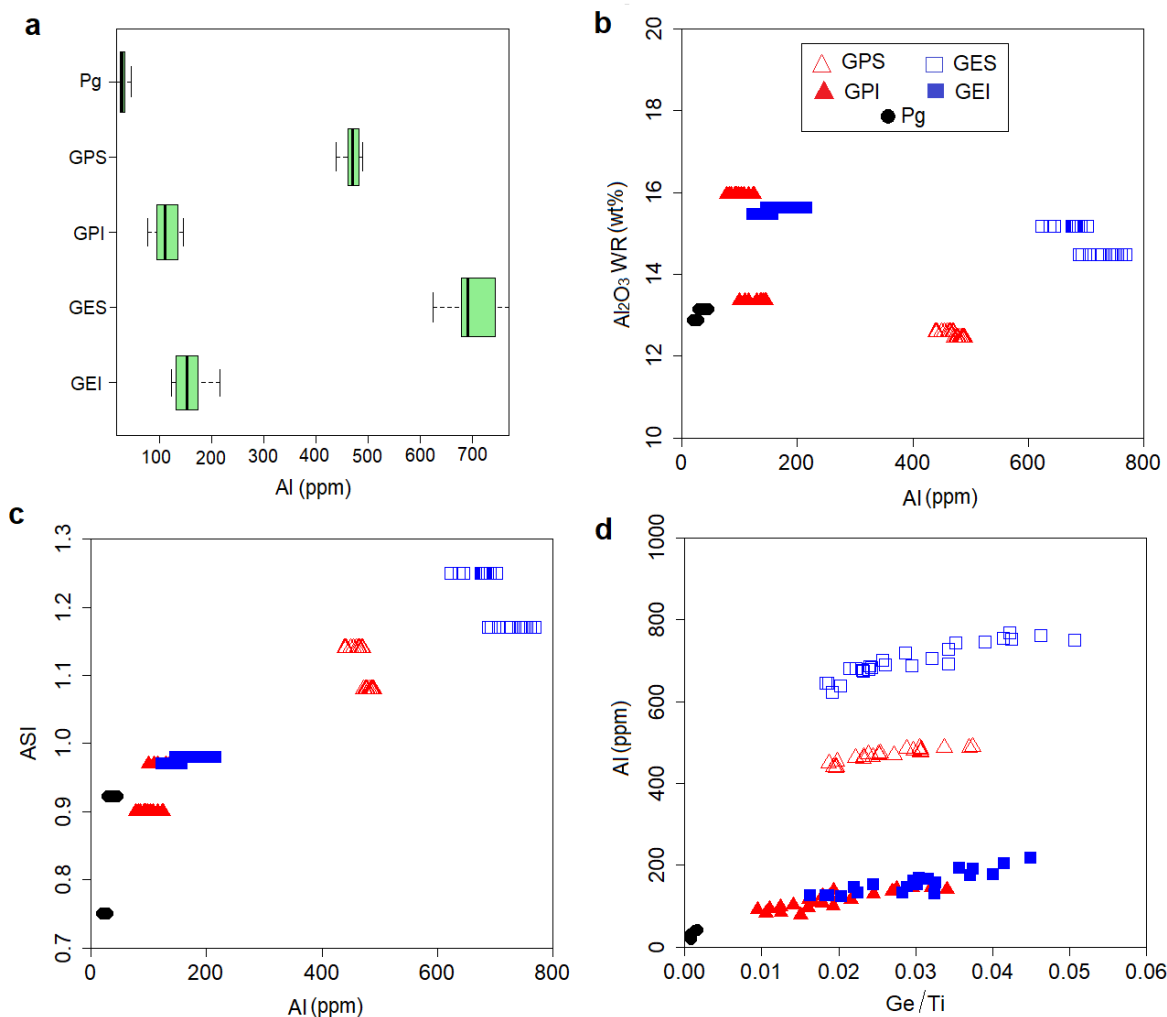 a
Pg
GPS
GPI
GES
GEI
100 200 300 400 500 600 700
Al (ppm)
b
20
18
16
14
12
10
Al₂O₃ WR (wt%)
GPS GES
GPI GEI
Pg
0 200 400 600 800
Al (ppm)
c
1.3
1.2
1.1
1.0
0.9
0.8
0.7
ASI
0 200 400 600 800
Al (ppm)
d
1000
800
600
400
200
0
Al (ppm)
0.00 0.01 0.02 0.03 0.04 0.05 0.06
Ge/Ti